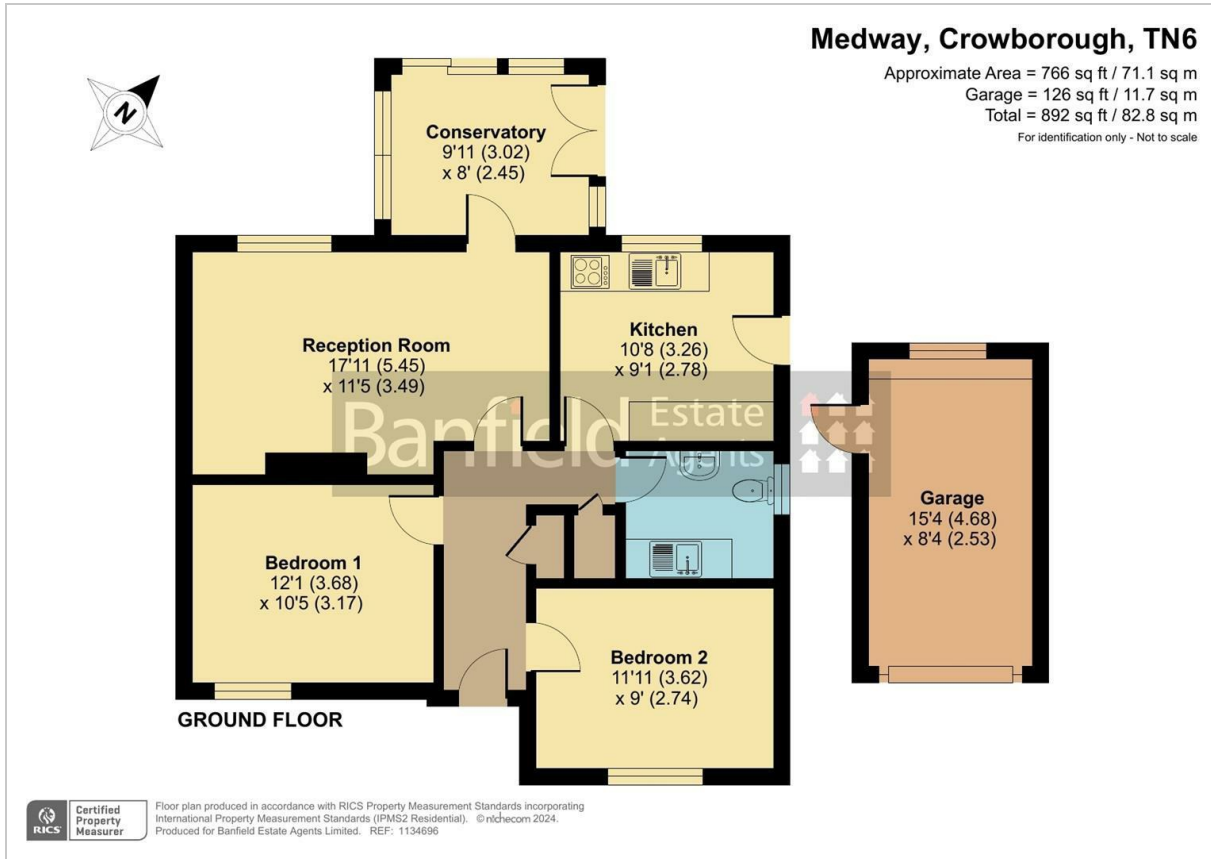 Medway, Crowborough, TN6
Approximate Area = 766 sq ft / 71.1 sq m
Garage = 126 sq ft / 11.7 sq m
Total = 892 sq ft / 82.8 sq m
For identification only - Not to scale
N
Conservatory
9'11 (3.02)
x 8' (2.45)
Reception Room
17'11 (5.45)
x 11'5 (3.49)
Kitchen
10'8 (3.26)
x 9'1 (2.78)
Banfield Estate Agents
Garage
15'4 (4.68)
x 8'4 (2.53)
Bedroom 1
12'1 (3.68)
x 10'5 (3.17)
Bedroom 2
11'11 (3.62)
x 9' (2.74)
GROUND FLOOR
RICS
Certified
Property
Measurer
Floor plan produced in accordance with RICS Property Measurement Standards incorporating
International Property Measurement Standards (IPMS2 Residential). © nichecom 2024.
Produced for Banfield Estate Agents Limited. REF: 1134696